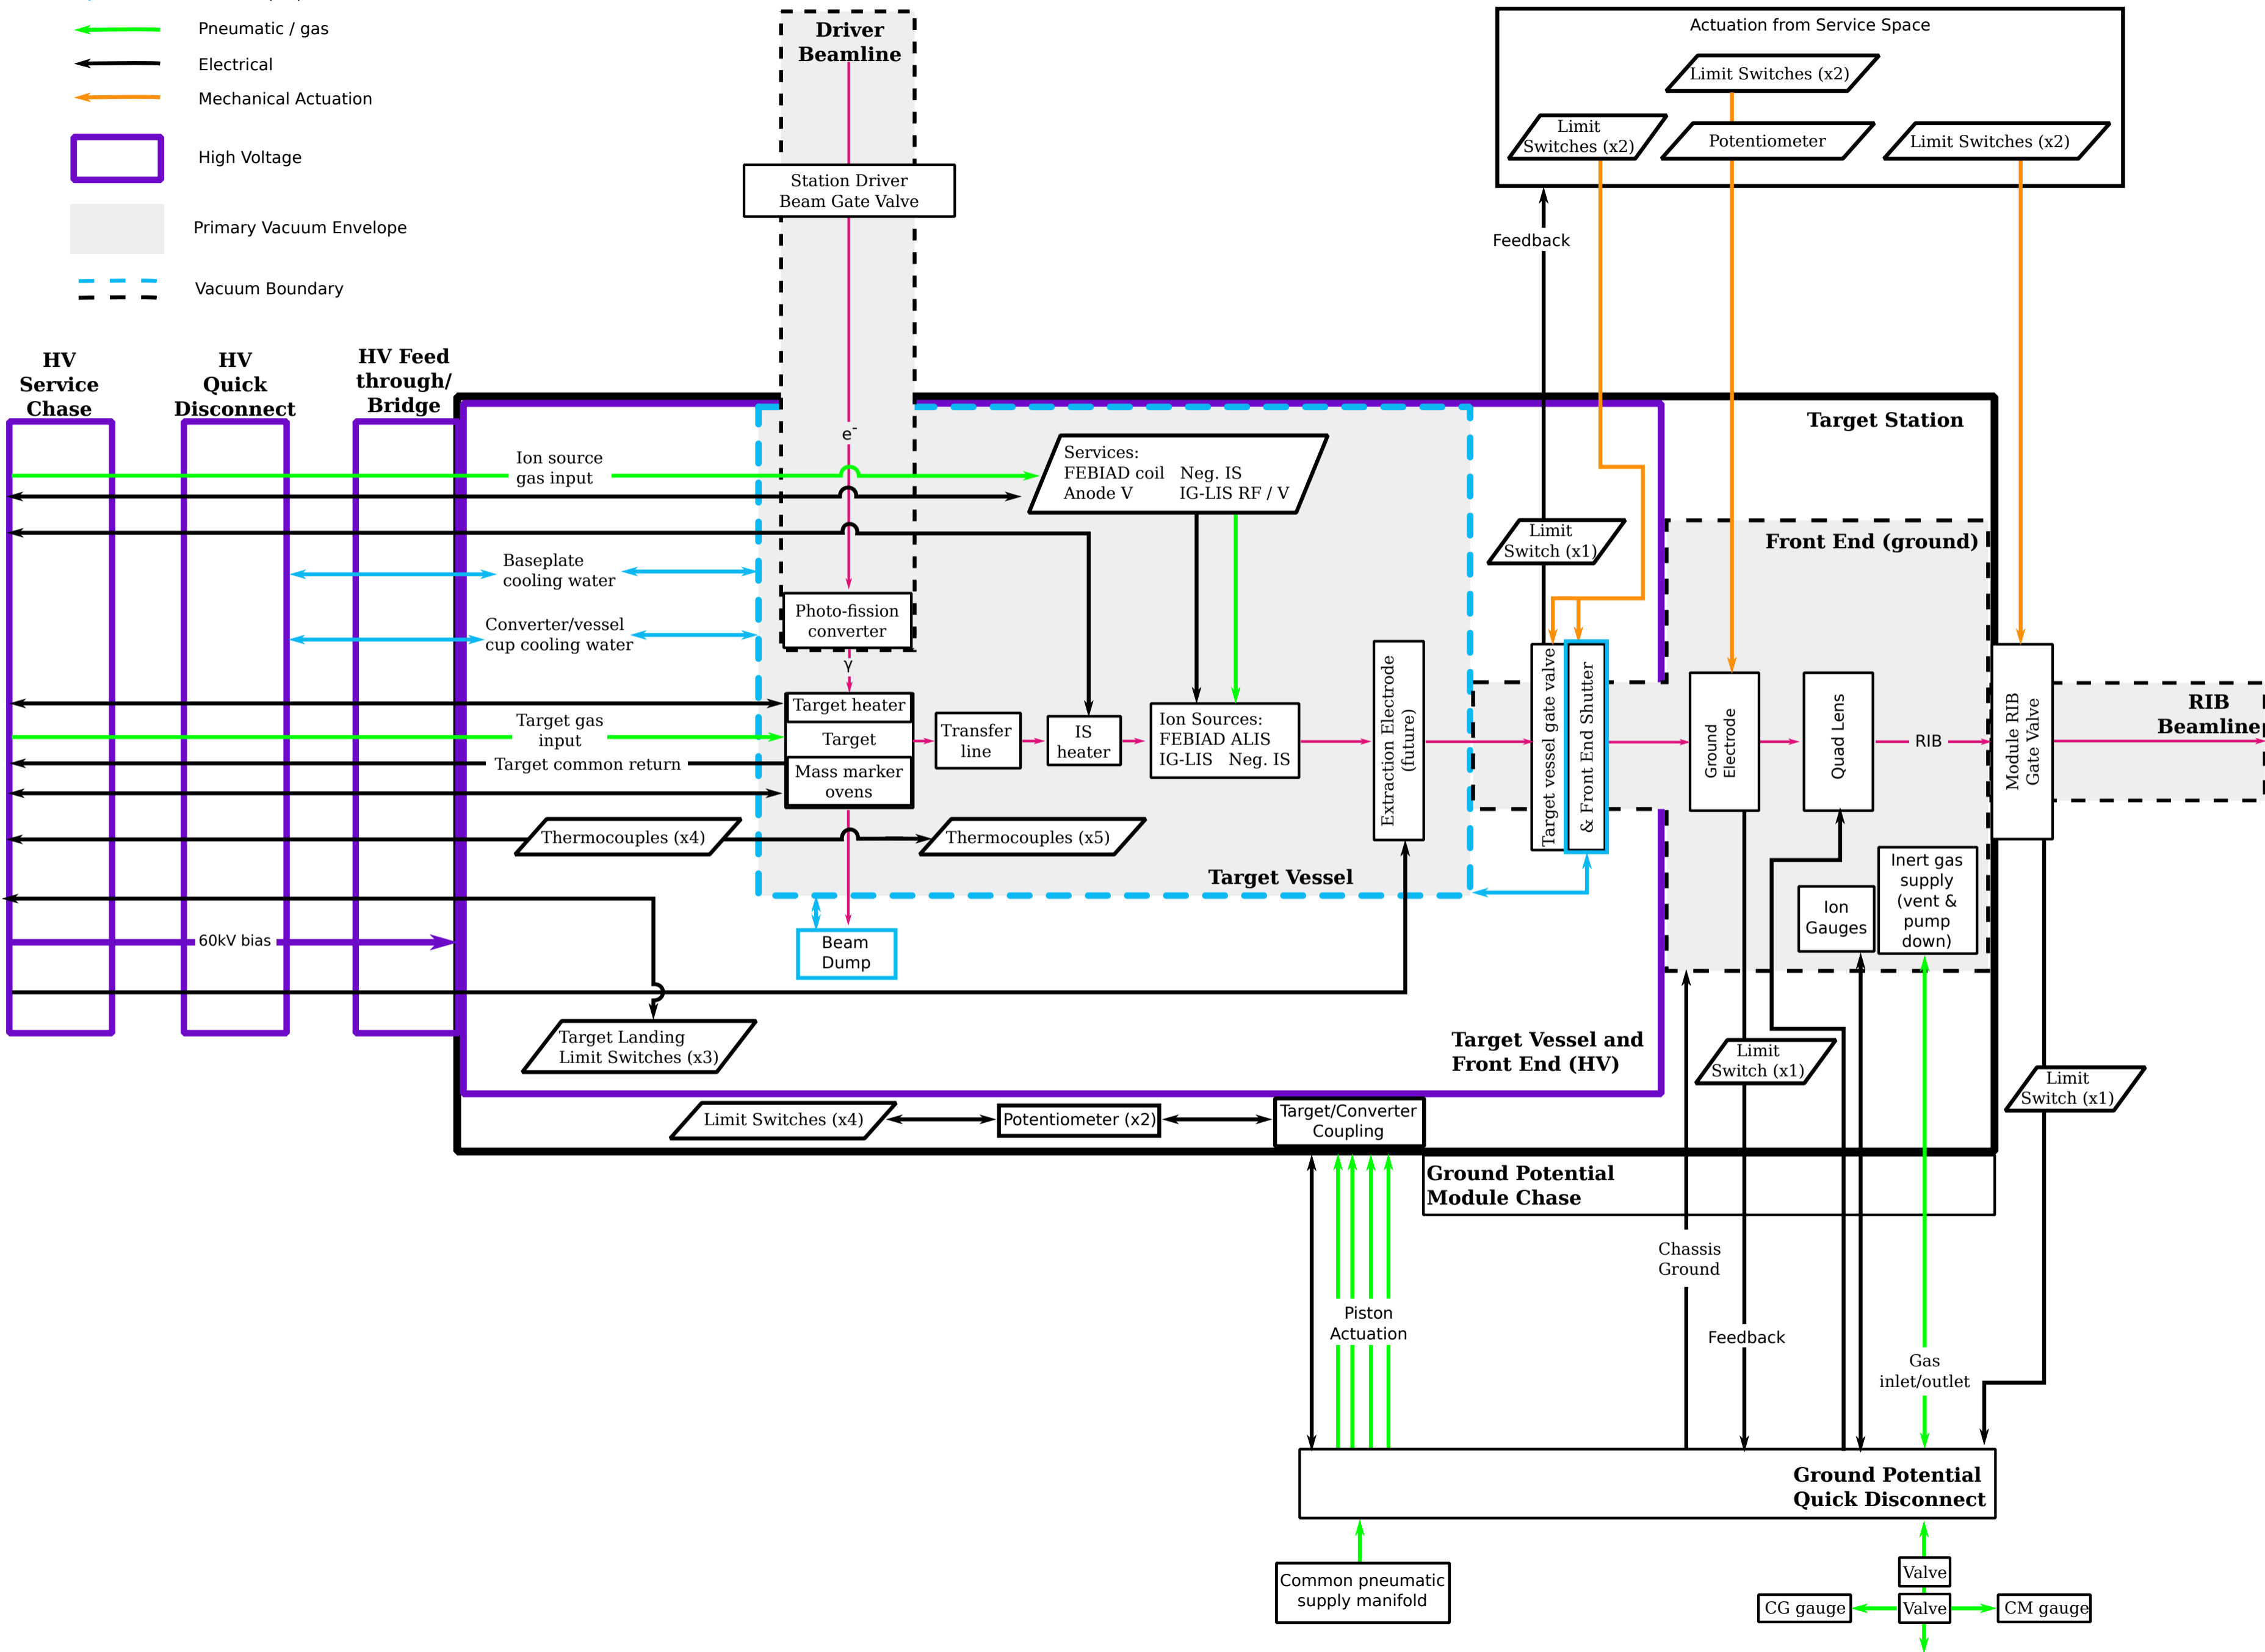 Pneumatic / gas
Electrical
Mechanical Actuation
High Voltage
Primary Vacuum Envelope
Vacuum Boundary
Driver
Beamline
Station Driver
Beam Gate Valve
Actuation from Service Space
Limit Switches (x2)
Limit
Switches (x2)
Potentiometer
Limit Switches (x2)
Feedback
HV
Service
Chase
HV
Quick
Disconnect
HV Feed
through/
Bridge
Target Station
e-
Ion source
gas input
Services:
FEBIAD coil Neg. IS
Anode V IG-LIS RF / V
Limit
Switch (x1)
Front End (ground)
Baseplate
cooling water
Converter/vessel
cup cooling water
Photo-fission
converter
γ
Target heater
Target
Mass marker
ovens
Target gas
input
Target common return
Transfer
line
IS
heater
Ion Sources:
FEBIAD ALIS
IG-LIS Neg. IS
Extraction Electrode
(future)
Target vessel gate valve
& Front End Shutter
Ground
Electrode
Quad Lens
RIB
Module RIB
Gate Valve
RIB
Beamline
Thermocouples (x4)
Thermocouples (x5)
Target Vessel
Inert gas
supply
(vent &
pump
down)
Ion
Gauges
60kV bias
Beam
Dump
Target Landing
Limit Switches (x3)
Target Vessel and
Front End (HV)
Limit
Switch (x1)
Limit
Switch (x1)
Limit Switches (x4)
Potentiometer (x2)
Target/Converter
Coupling
Ground Potential
Module Chase
Chassis
Ground
Piston
Actuation
Feedback
Gas
inlet/outlet
Ground Potential
Quick Disconnect
Common pneumatic
supply manifold
Valve
CG gauge
Valve
CM gauge